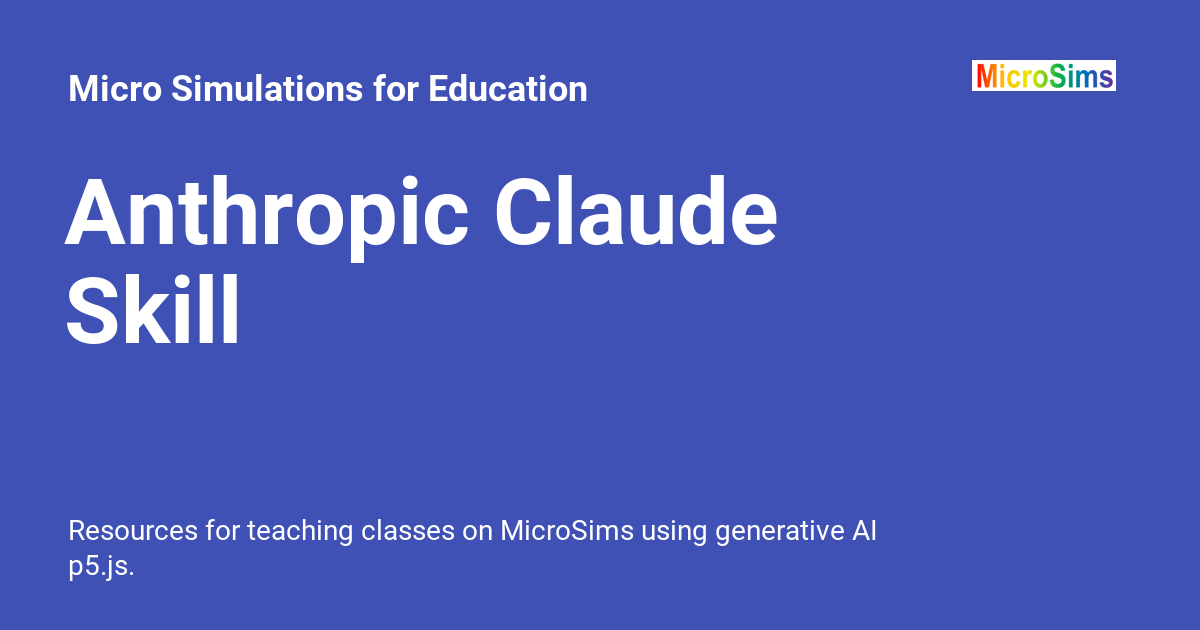 Micro Simulations for Education
MicroSims
Anthropic Claude
Skill
Resources for teaching classes on MicroSims using generative AI
p5.js.